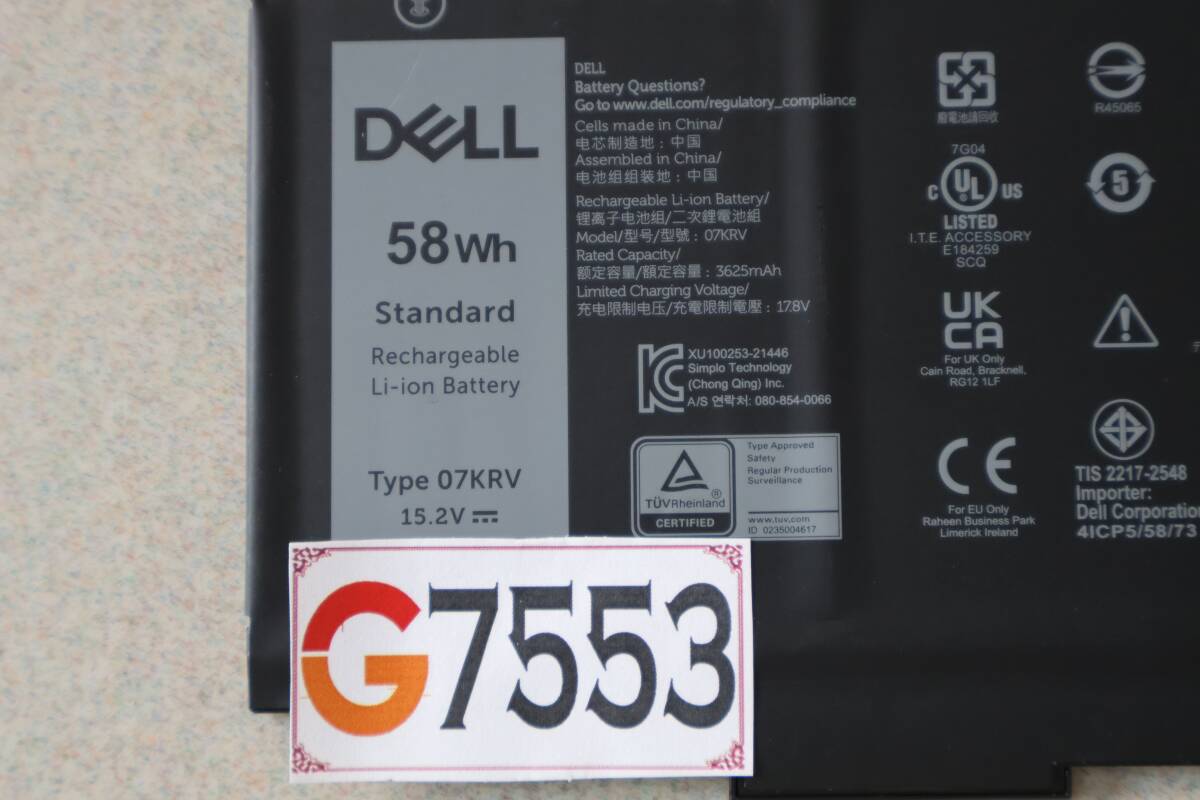 DELL
58Wh
Standard
Rechargeable
Li-ion Battery
Type 07KRV
15.2V
DELL
Battery Questions?
Go to www.dell.com/regulatory_compliance
Cells made in China/
电芯制造地：中国
Assembled in China/
电池组组装地：中国
Rechargeable Li-ion Battery/
锂离子电池组/二次鋰電池組
Model/型号/型號：07KRV
Rated Capacity/
额定容量/額定容量：3625mAh
Limited Charging Voltage/
充电限制电压/充電限制電壓：17.8V
XU100253-21446
Simplo Technology
(Chong Qing) Inc.
A/S 연락처: 080-854-0066
TÜVRheinland
®
CERTIFIED
Type Approved
Safety
Regular Production
Surveillance
www.tuv.com
ID 0235004617
廢電池請回收
7G04
C UL US
LISTED
I.T.E. ACCESSORY
E184259
SCQ
UK
CA
For UK Only
Cain Road, Bracknell,
RG12 1LF
CE
For EU Only
Raheen Business Park
Limerick Ireland
R45065
5
TIS 2217-2548
Importer:
Dell Corporation
4ICP5/58/73
G7553